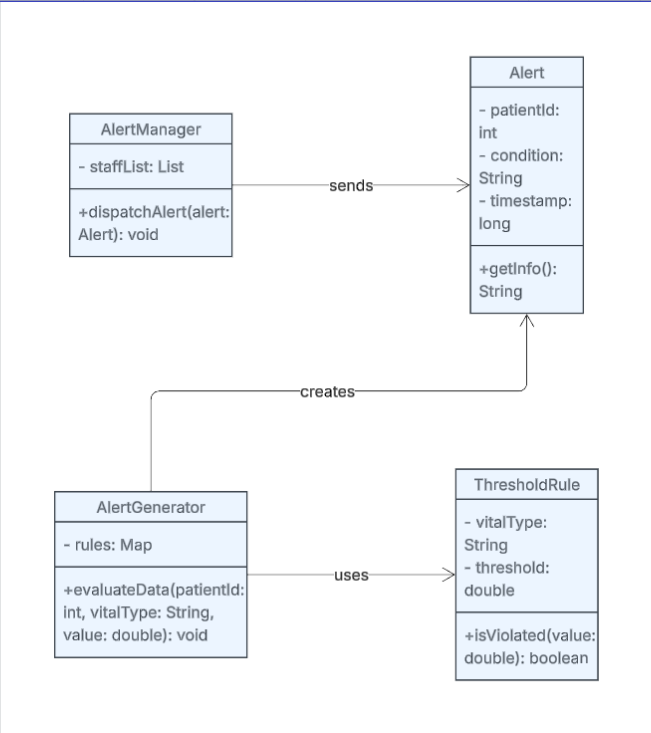 Alert
- patientId:
int
- condition:
String
- timestamp:
long
+getInfo():
String
AlertManager
- staffList: List
+dispatchAlert(alert:
Alert): void
sends
creates
AlertGenerator
- rules: Map
+evaluateData(patientId:
int, vitalType: String,
value: double): void
uses
ThresholdRule
- vitalType:
String
- threshold:
double
+isViolated(value:
double): boolean